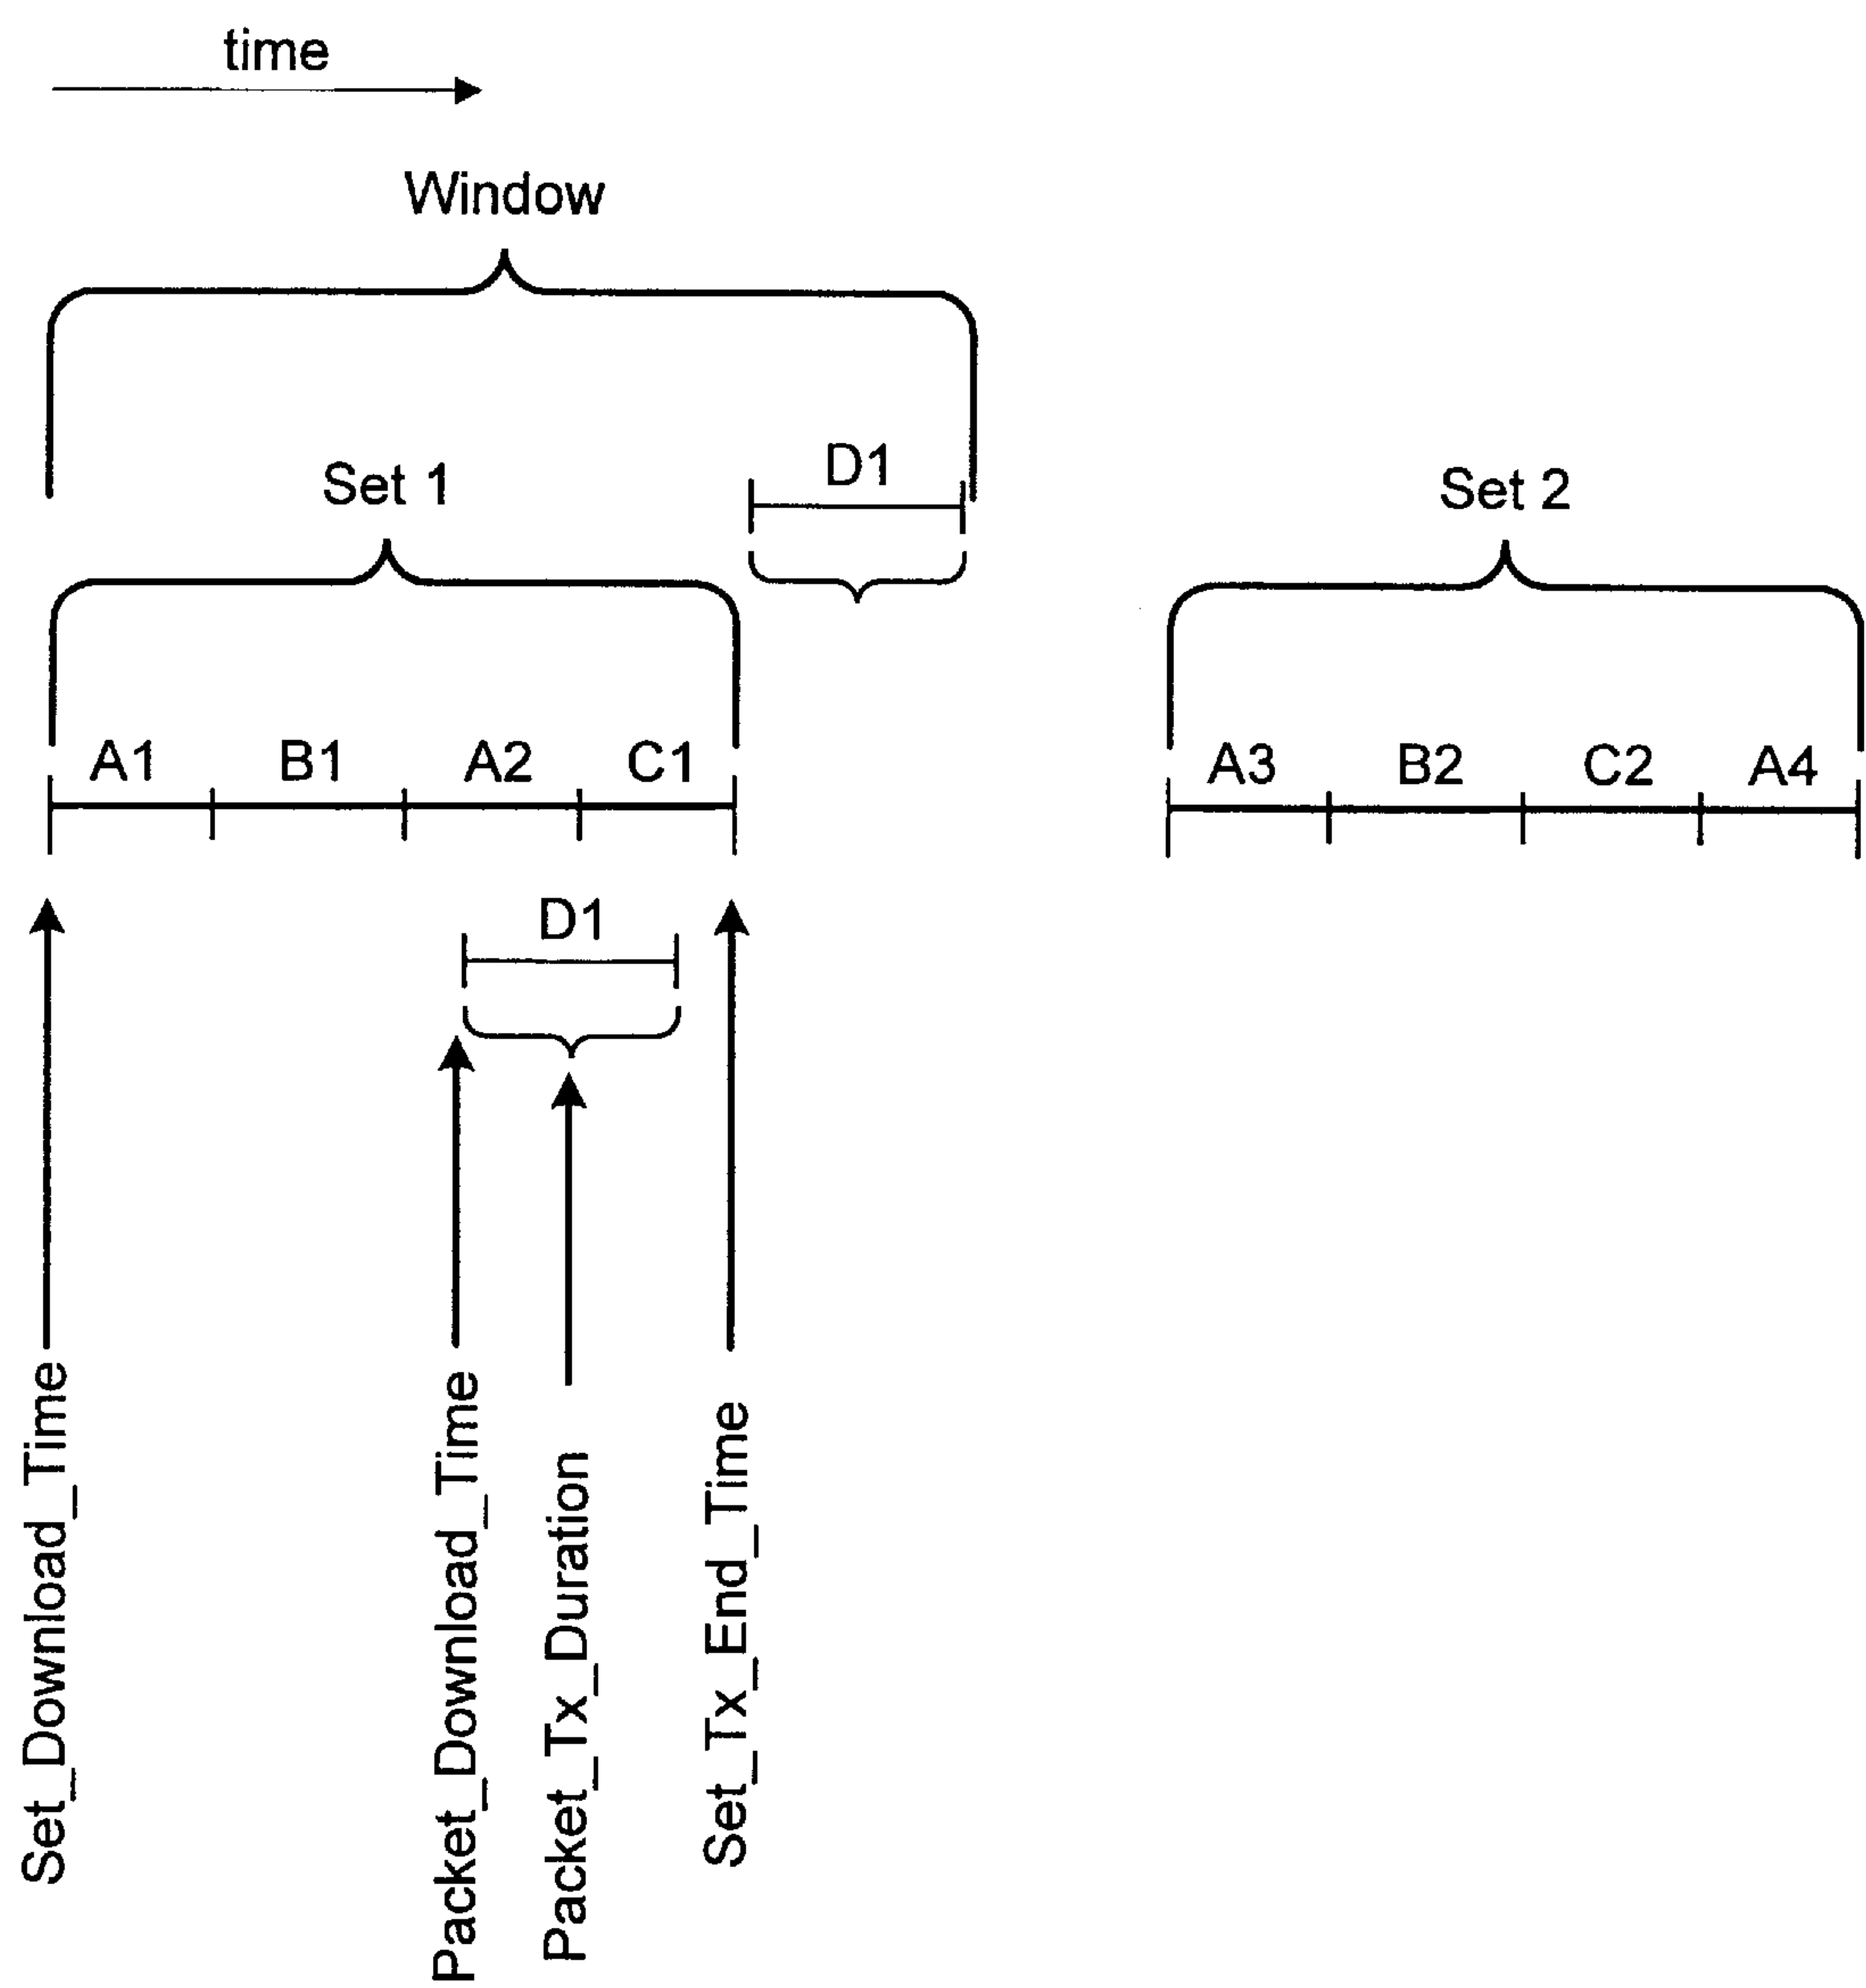 time
Window
D1
Set 1
Set 2
A1 B1 A2 C1
A3 B2 C2 A4
D1
Set_Download_Time
Packet_Download_Time
Packet_Tx_Duration
Set_Tx_End_Time